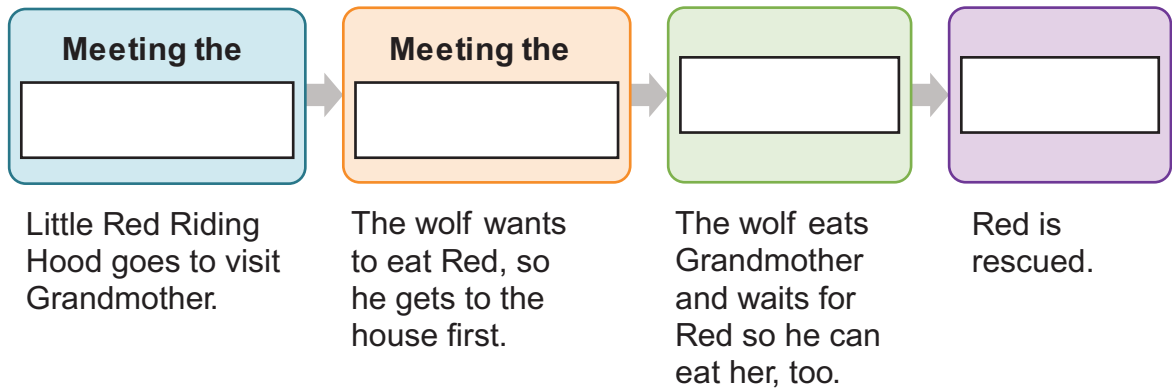 Meeting the
Meeting the
Little Red Riding
Hood goes to visit
Grandmother.
The wolf wants
to eat Red, so
he gets to the
house first.
The wolf eats
Grandmother
and waits for
Red so he can
eat her, too.
Red is
rescued.